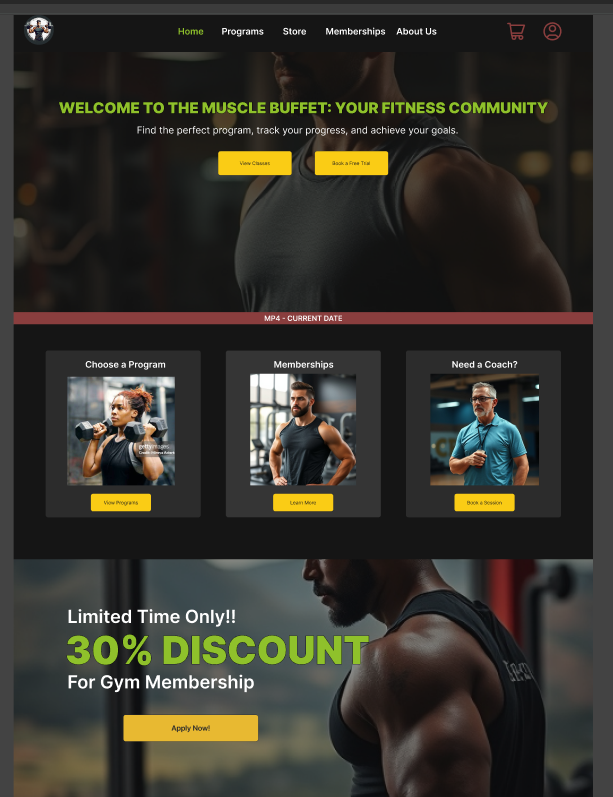 Home Programs Store Memberships About Us
WELCOME TO THE MUSCLE BUFFET: YOUR FITNESS COMMUNITY
Find the perfect program, track your progress, and achieve your goals.
View Classes Book a Free Trial
MP4 - CURRENT DATE
Choose a Program Memberships Need a Coach?
gettyimages
View Programs Learn More Book a Session
Limited Time Only!!
30% DISCOUNT
For Gym Membership
Apply Now!